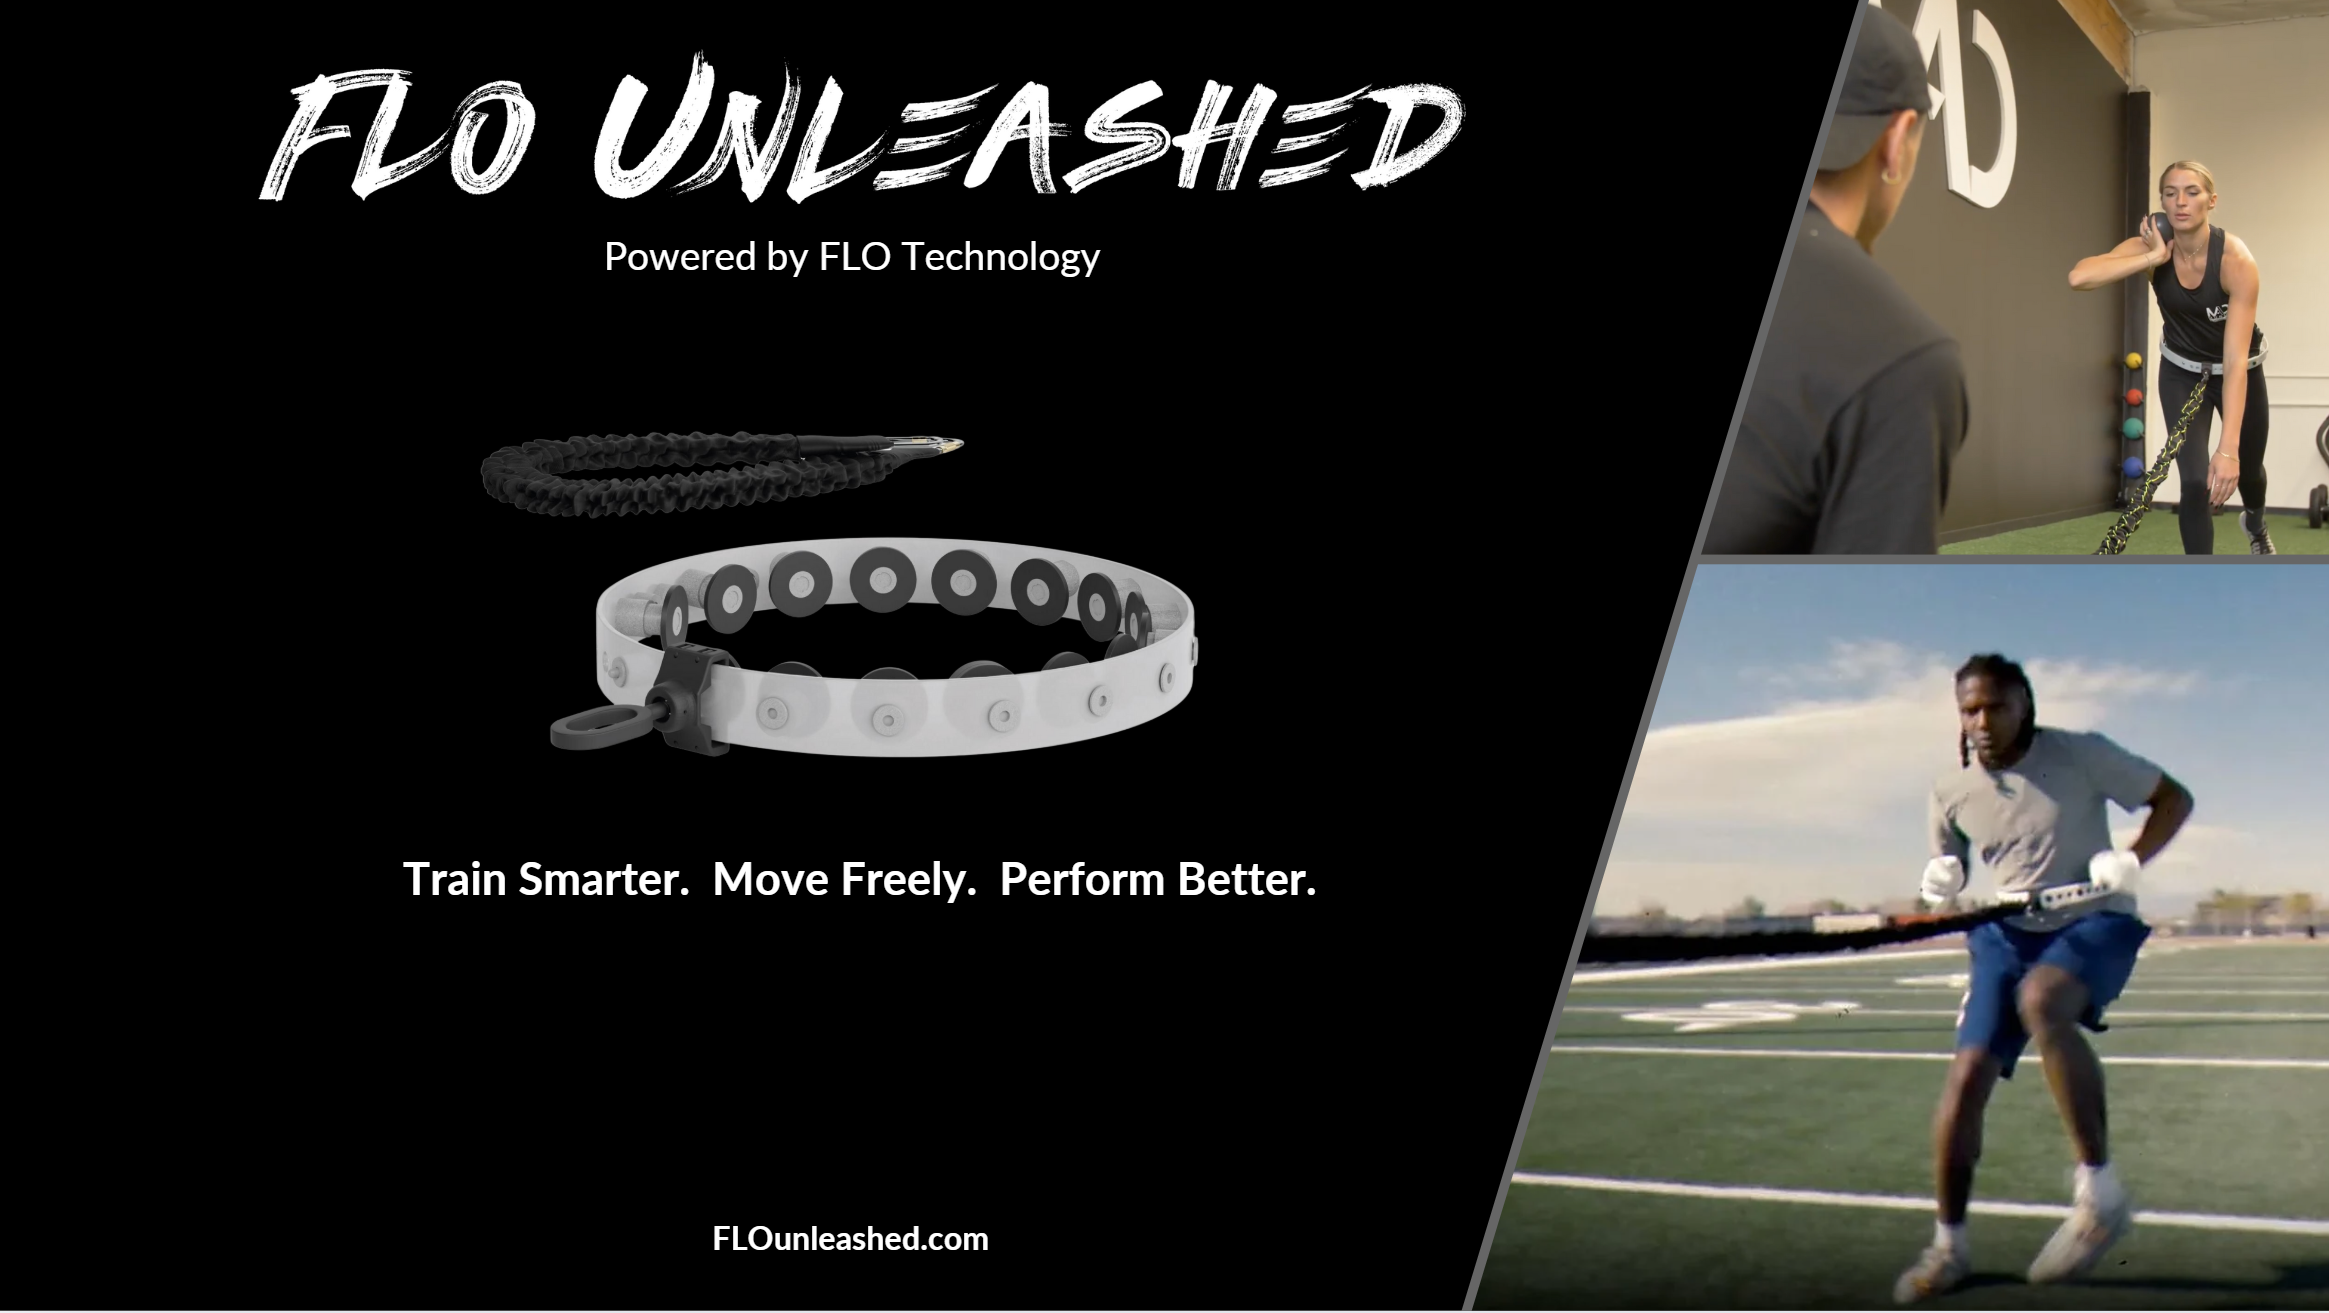 FLO UNLEASHED
Powered by FLO Technology
Train Smarter. Move Freely. Perform Better.
FLOunleashed.com